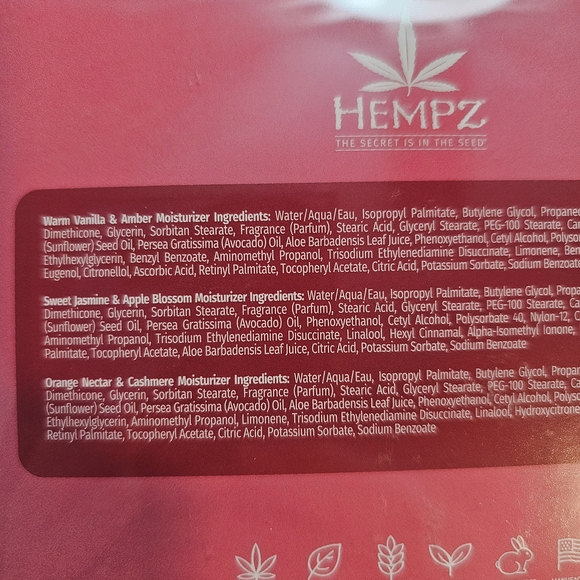 HEMPZ
THE SECRET IS IN THE SEED
Warm Vanilla & Amber Moisturizer Ingredients: Water/Aqua/Eau, Isopropyl Palmitate, Butylene Glycol,
Dimethicone, Glycerin, Sorbitan Stearate, Fragrance (Parfum), Stearic Acid, Glyceryl Stearate, PEG-100 Stearate,
(Sunflower) Seed Oil, Persea Gratissima (Avocado) Oil, Aloe Barbadensis Leaf Juice, Phenoxyethanol, Cetyl Alcohol,
Ethylhexylglycerin, Benzyl Benzoate, Aminomethyl Propanol, Trisodium Ethylenediamine Disuccinate, Limonene,
Eugenol, Citronellol, Ascorbic Acid, Retinyl Palmitate, Tocopheryl Acetate, Citric Acid, Potassium Sorbate, Sodium
Sweet Jasmine & Apple Blossom Moisturizer Ingredients: Water/Aqua/Eau, Isopropyl Palmitate, Butylene Glycol,
Dimethicone, Glycerin, Sorbitan Stearate, Fragrance (Parfum), Stearic Acid, Glyceryl Stearate, PEG-100 Stearate,
(Sunflower) Seed Oil, Persea Gratissima (Avocado) Oil, Phenoxyethanol, Cetyl Alcohol, Polysorbate 40, Nylon-12,
Aminomethyl Propanol, Trisodium Ethylenediamine Disuccinate, Linalool, Hexyl Cinnamal, Alpha-Isomethyl Ionone,
Palmitate, Tocopheryl Acetate, Aloe Barbadensis Leaf Juice, Citric Acid, Potassium Sorbate, Sodium Benzoate
Orange Nectar & Cashmere Moisturizer Ingredients: Water/Aqua/Eau, Isopropyl Palmitate, Butylene Glycol,
Dimethicone, Glycerin, Sorbitan Stearate, Fragrance (Parfum), Stearic Acid, Glyceryl Stearate, PEG-100 Stearate,
(Sunflower) Seed Oil, Persea Gratissima (Avocado) Oil, Aloe Barbadensis Leaf Juice, Phenoxyethanol, Cetyl Alcohol,
Ethylhexylglycerin, Aminomethyl Propanol, Limonene, Trisodium Ethylenediamine Disuccinate, Linalool,
Retinyl Palmitate, Tocopheryl Acetate, Citric Acid, Potassium Sorbate, Sodium Benzoate